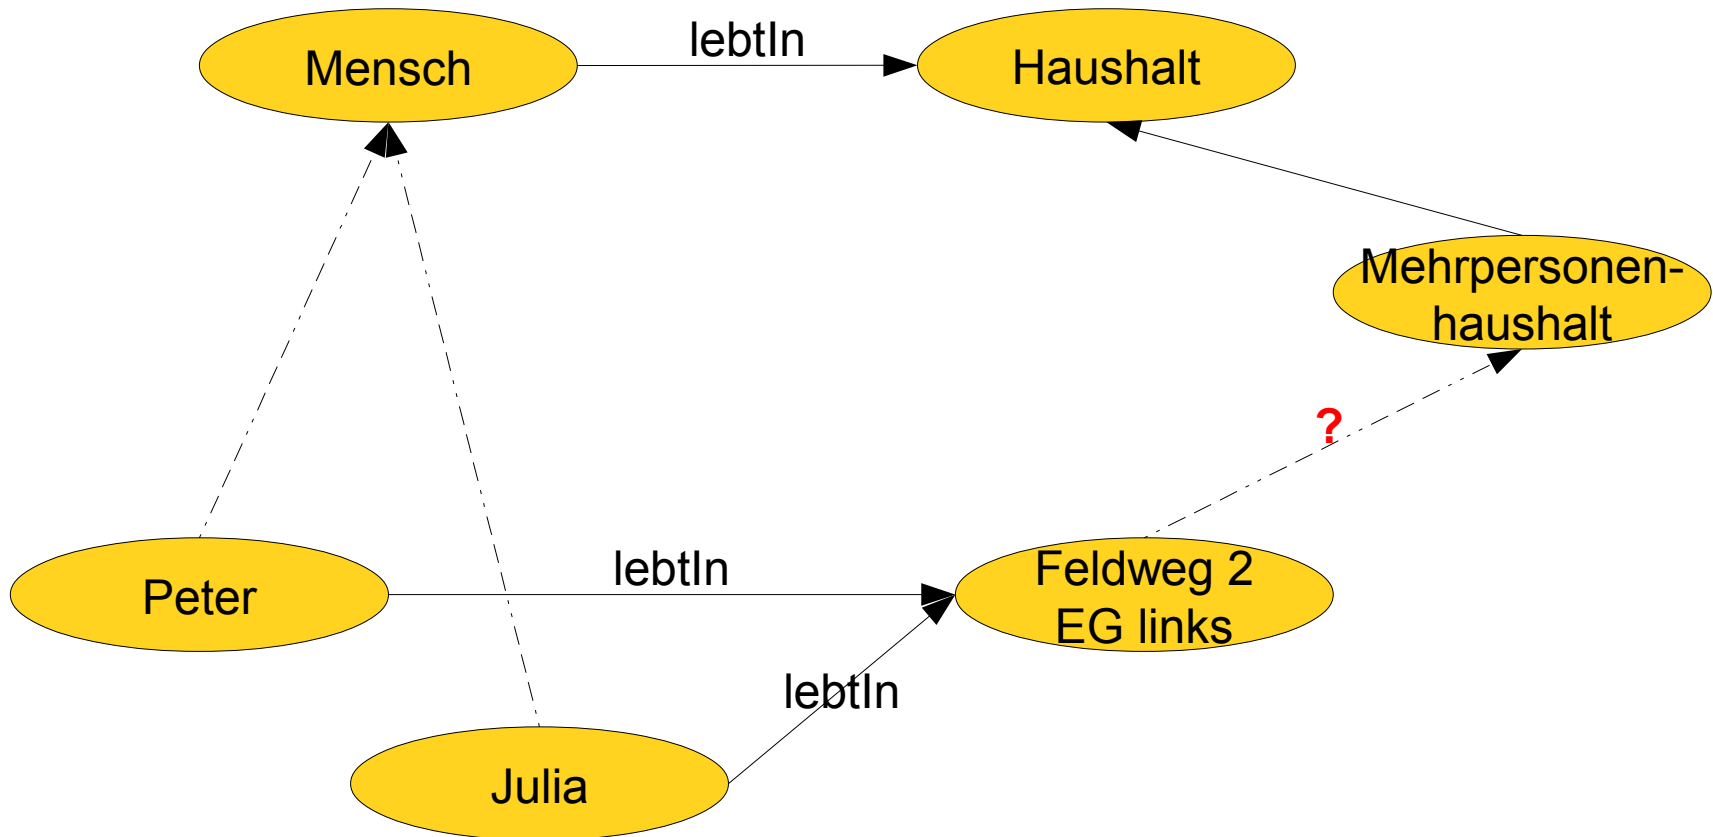 lebtIn
Mensch
Haushalt
Mehrpersonen-
haushalt
?
lebtIn
Feldweg 2
EG links
Peter
lebtIn
Julia